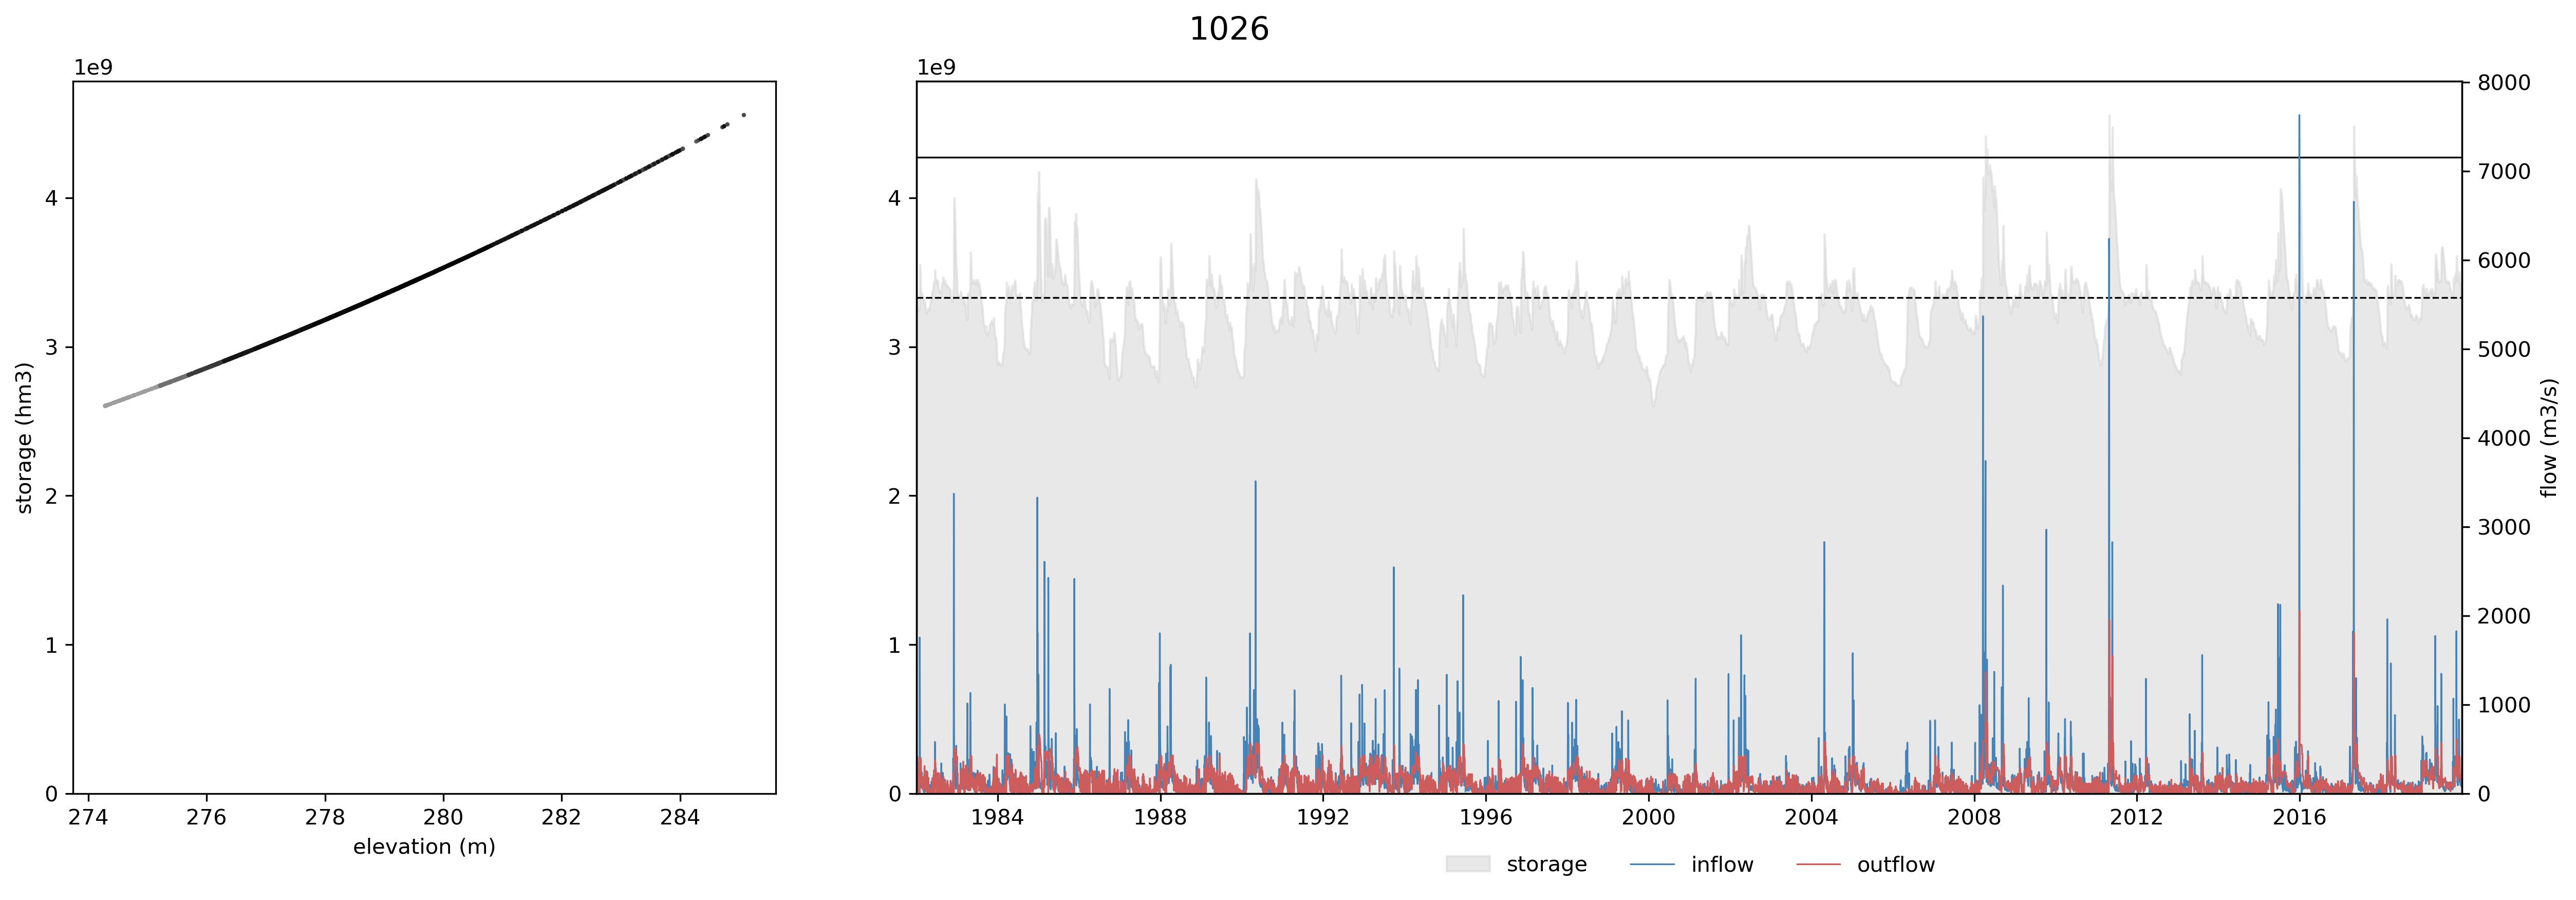 1026
1e9
4
3
2
1
0
storage (hm3)
274 276 278 280 282 284
elevation (m)
1e9
4
3
2
1
0
8000
7000
6000
5000
4000
3000
2000
1000
0
flow (m3/s)
1984 1988 1992 1996 2000 2004 2008 2012 2016
storage inflow outflow